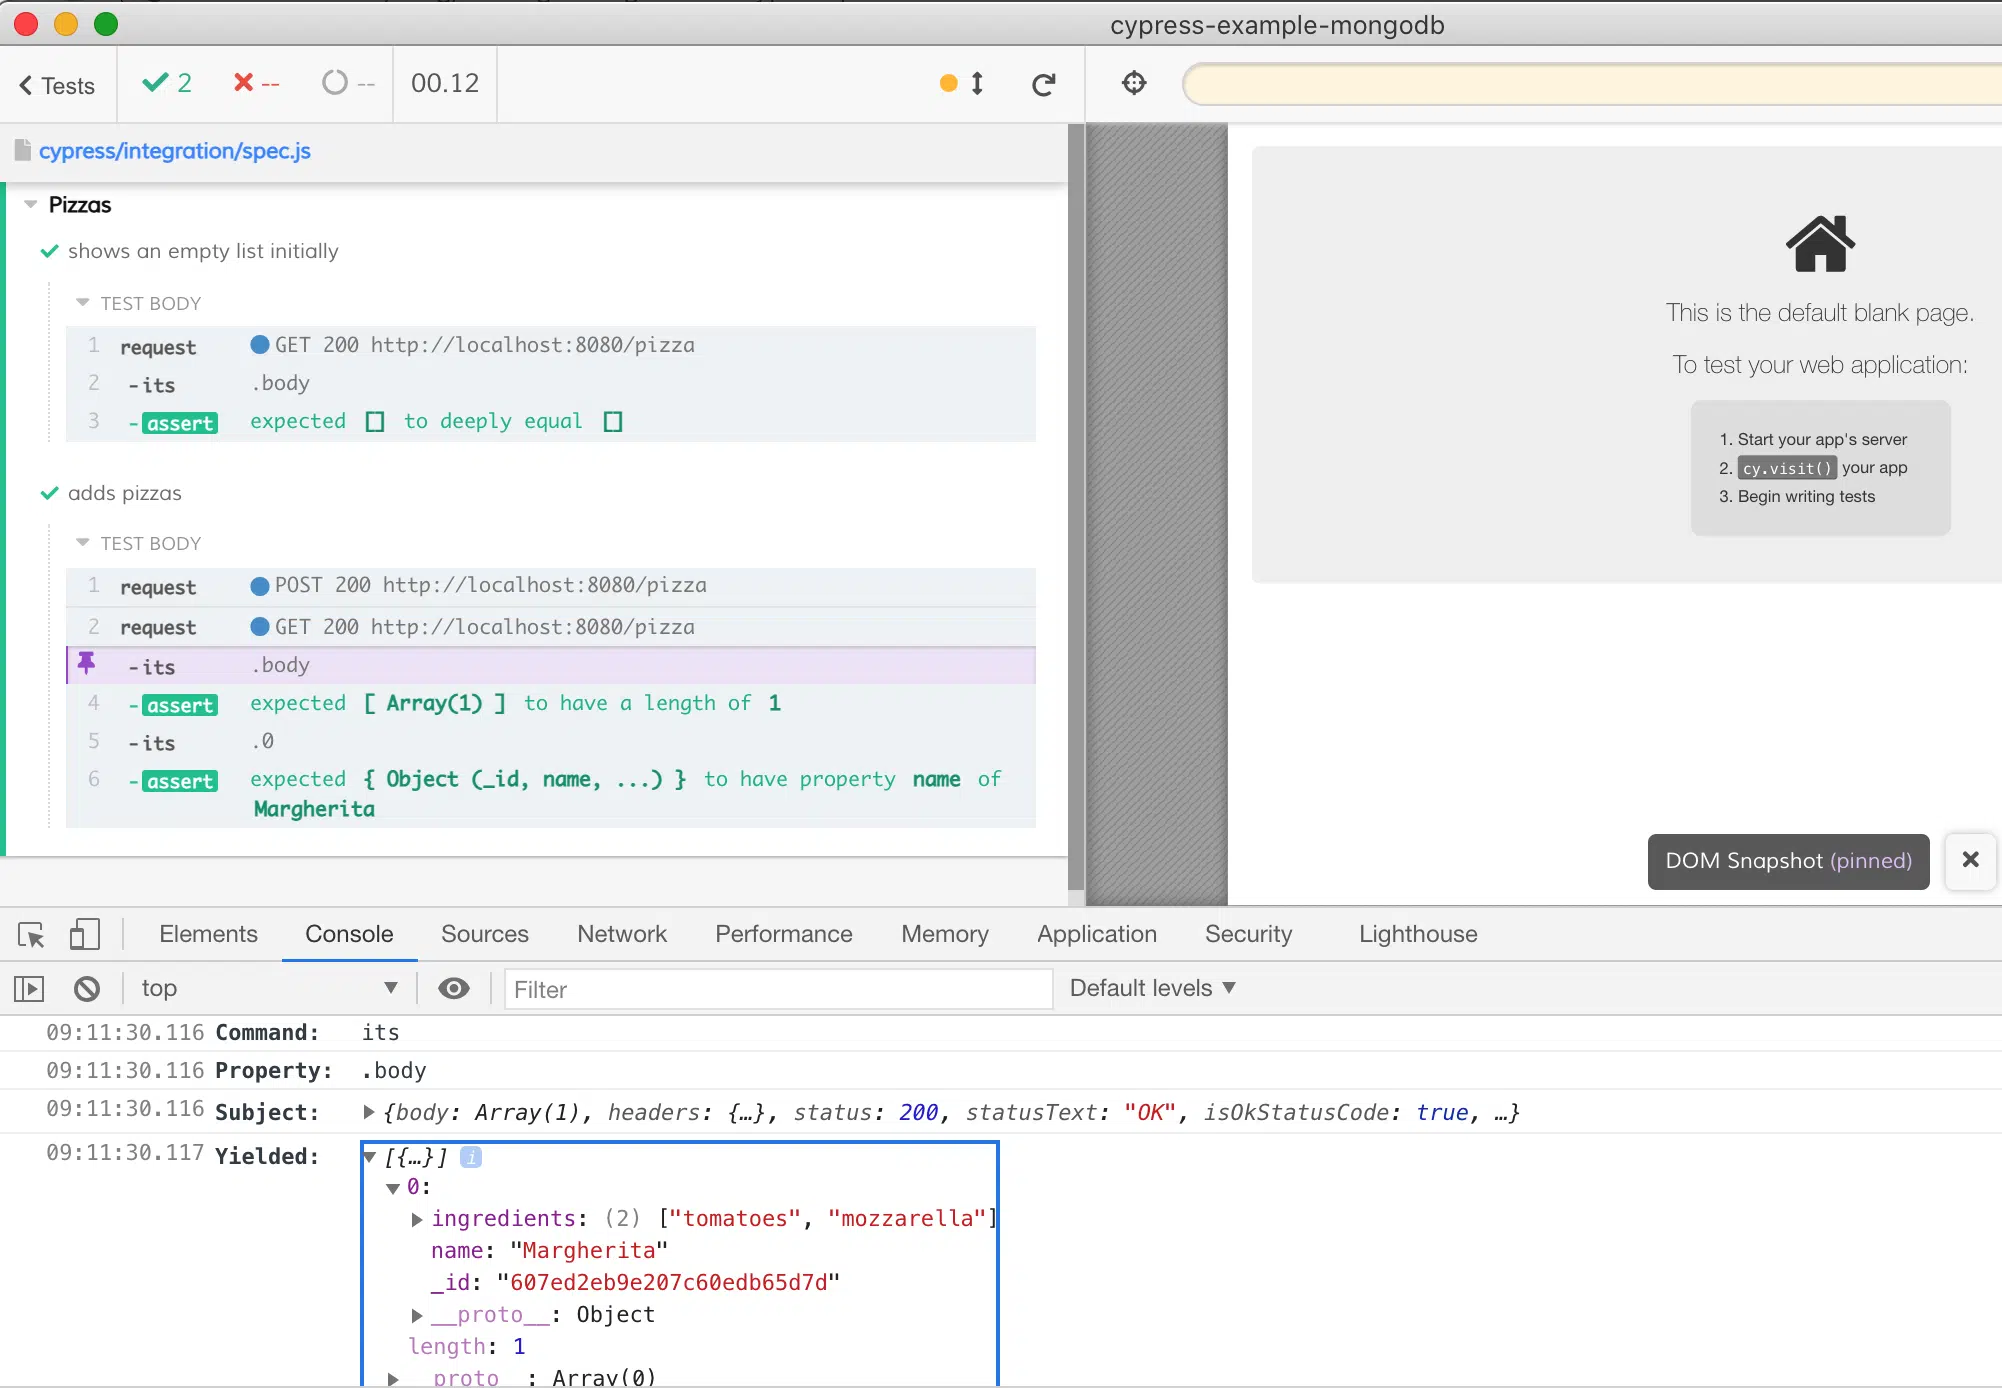 cypress-example-mongodb
Tests 2 -- -- 00.12
cypress/integration/spec.js
Pizzas
shows an empty list initially
TEST BODY
1 request GET 200 http://localhost:8080/pizza
2 -its .body
3 -assert expected [] to deeply equal []
adds pizzas
TEST BODY
1 request POST 200 http://localhost:8080/pizza
2 request GET 200 http://localhost:8080/pizza
-its .body
4 -assert expected [ Array(1) ] to have a length of 1
5 -its .0
6 -assert expected { Object (_id, name, ...) } to have property name of
Margherita
This is the default blank page.
To test your web application:
1. Start your app's server
2. cy.visit() your app
3. Begin writing tests
DOM Snapshot (pinned)
Elements Console Sources Network Performance Memory Application Security Lighthouse
top Filter Default levels
09:11:30.116 Command: its
09:11:30.116 Property: .body
09:11:30.116 Subject: {body: Array(1), headers: {…}, status: 200, statusText: "OK", isOkStatusCode: true, …}
09:11:30.117 Yielded: [{…}] i
0:
ingredients: (2) ["tomatoes", "mozzarella"]
name: "Margherita"
_id: "607ed2eb9e207c60edb65d7d"
__proto__: Object
length: 1
__proto__: Array(0)